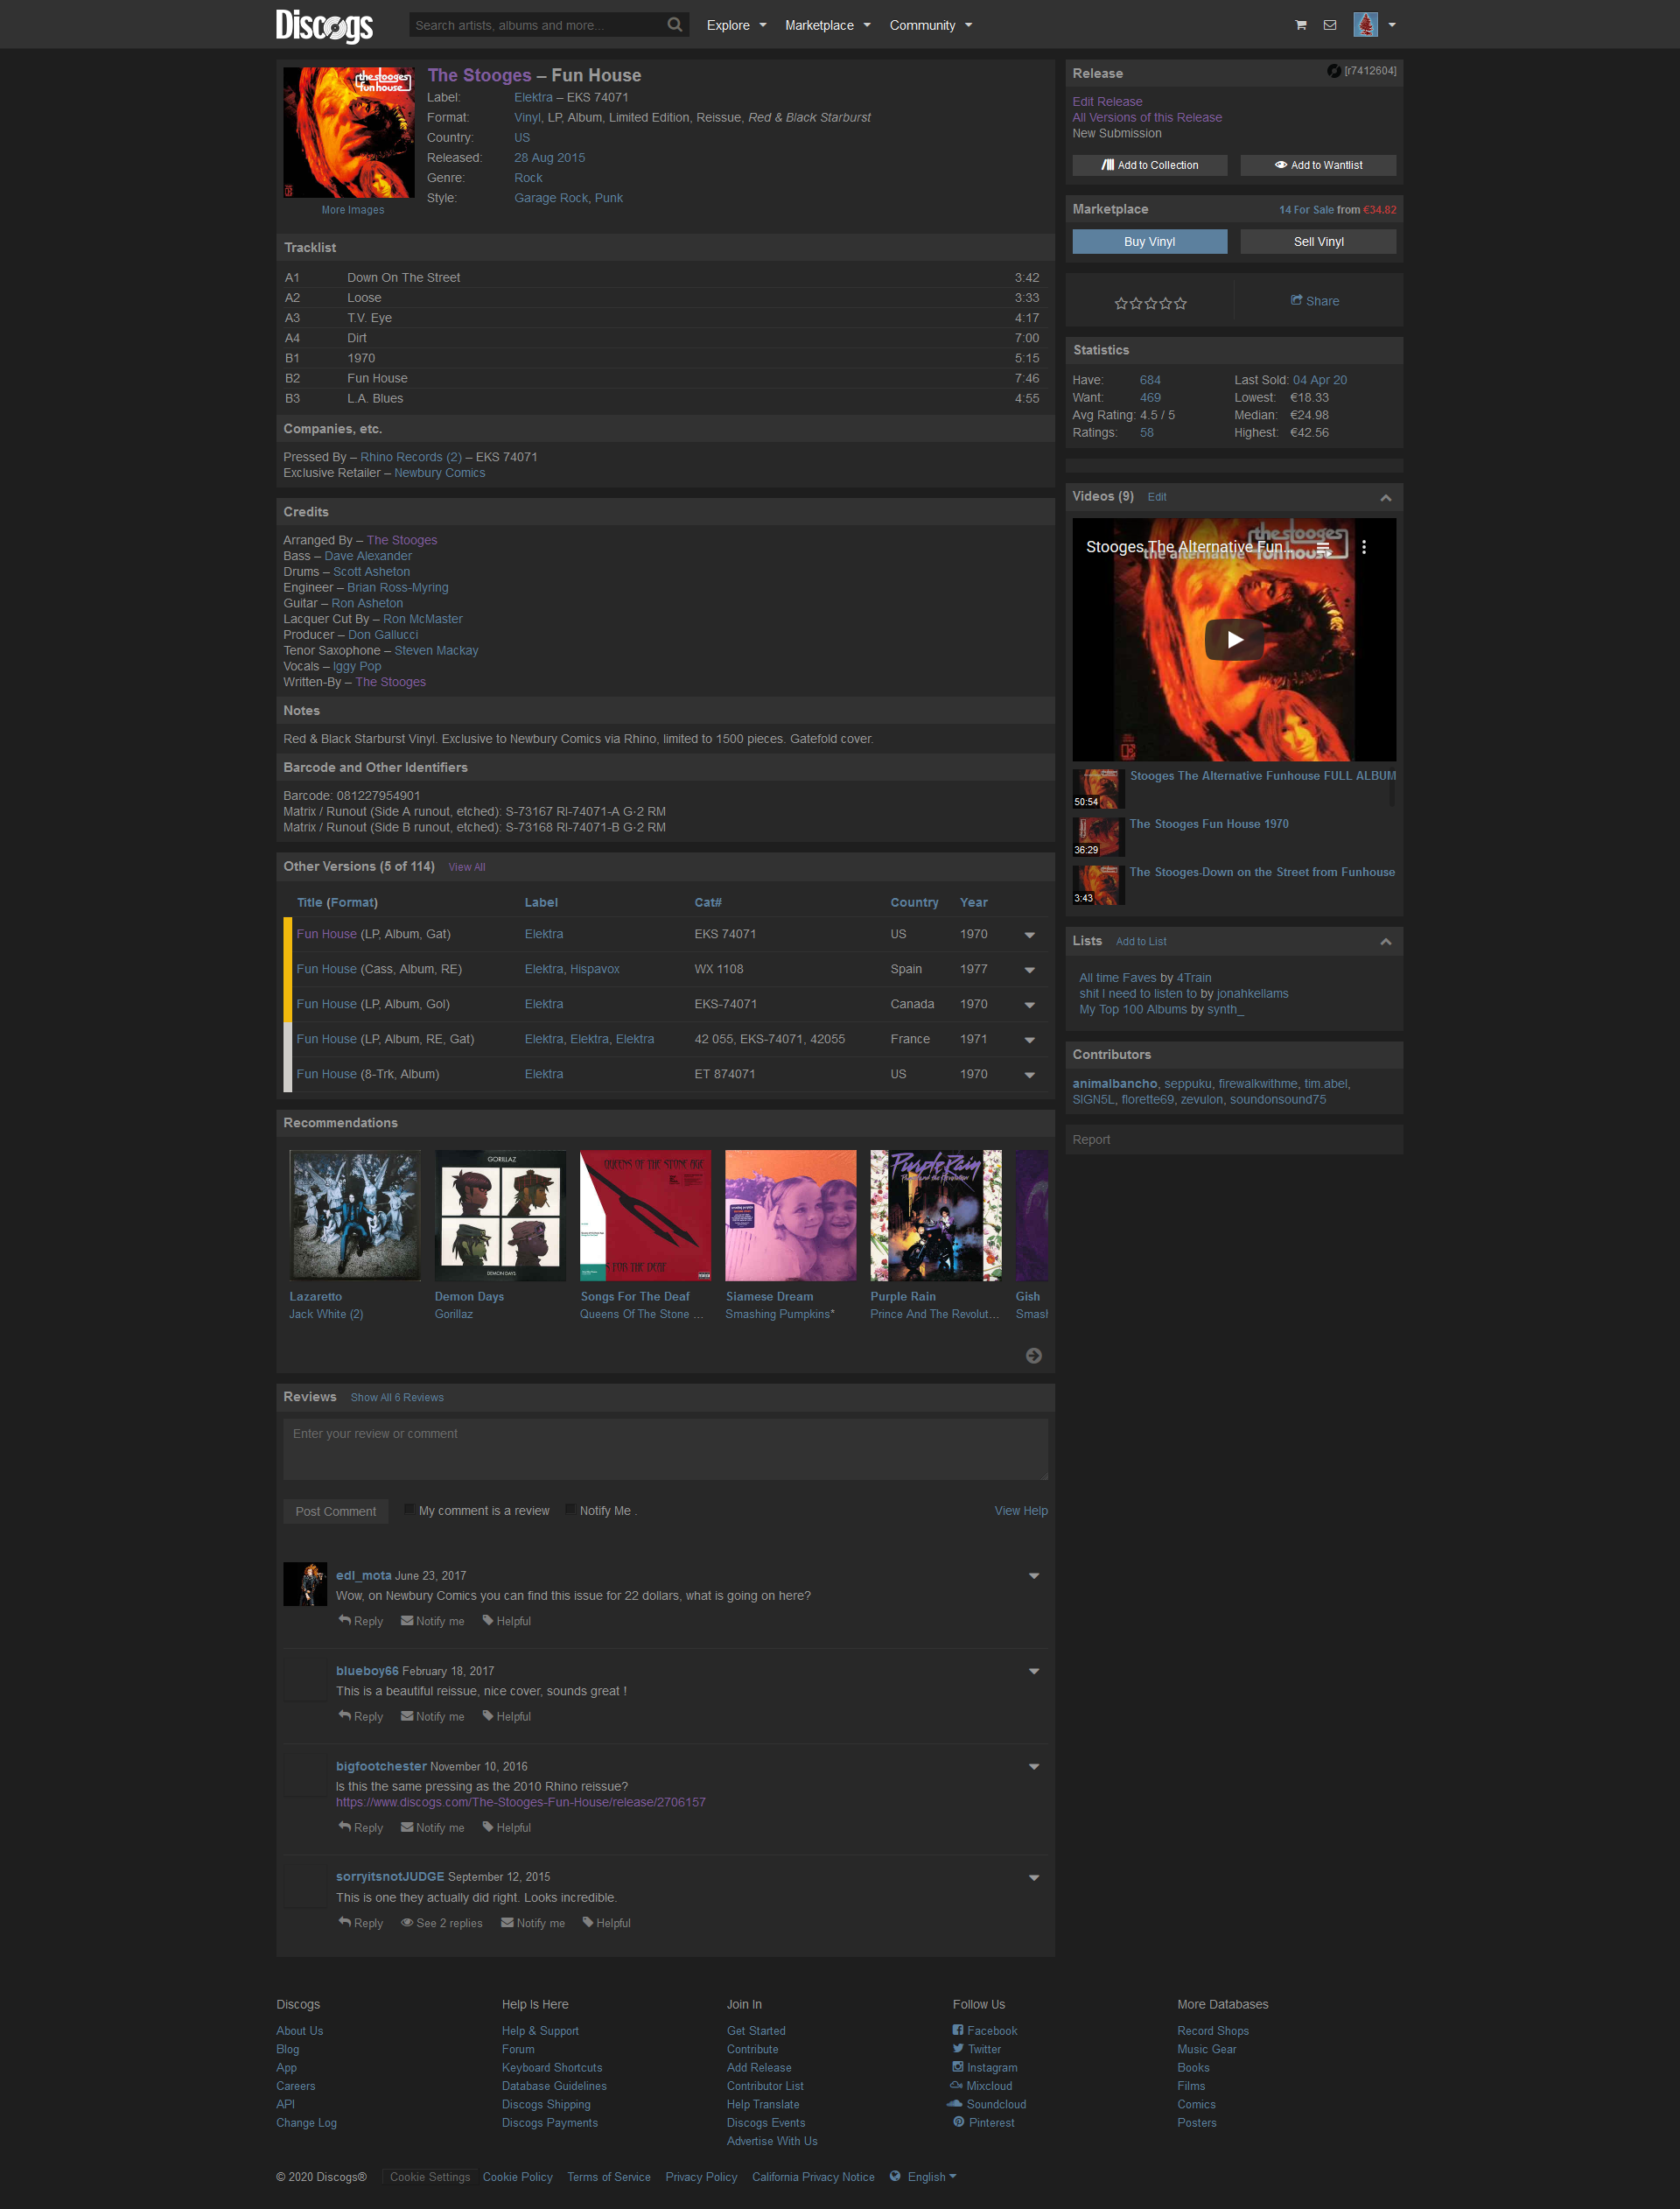 Discogs
Search artists, albums and more...
Explore
Marketplace
Community
the stooges
fun house
More Images
The Stooges – Fun House
Label: Elektra – EKS 74071
Format: Vinyl, LP, Album, Limited Edition, Reissue, Red & Black Starburst
Country: US
Released: 28 Aug 2015
Genre: Rock
Style: Garage Rock, Punk
Tracklist
A1 Down On The Street 3:42
A2 Loose 3:33
A3 T.V. Eye 4:17
A4 Dirt 7:00
B1 1970 5:15
B2 Fun House 7:46
B3 L.A. Blues 4:55
Companies, etc.
Pressed By – Rhino Records (2) – EKS 74071
Exclusive Retailer – Newbury Comics
Credits
Arranged By – The Stooges
Bass – Dave Alexander
Drums – Scott Asheton
Engineer – Brian Ross-Myring
Guitar – Ron Asheton
Lacquer Cut By – Ron McMaster
Producer – Don Gallucci
Tenor Saxophone – Steven Mackay
Vocals – Iggy Pop
Written-By – The Stooges
Notes
Red & Black Starburst Vinyl. Exclusive to Newbury Comics via Rhino, limited to 1500 pieces. Gatefold cover.
Barcode and Other Identifiers
Barcode: 081227954901
Matrix / Runout (Side A runout, etched): S-73167 RI-74071-A G-2 RM
Matrix / Runout (Side B runout, etched): S-73168 RI-74071-B G-2 RM
Other Versions (5 of 114) View All
Title (Format) Label Cat# Country Year
Fun House (LP, Album, Gat) Elektra EKS 74071 US 1970
Fun House (Cass, Album, RE) Elektra, Hispavox WX 1108 Spain 1977
Fun House (LP, Album, Gol) Elektra EKS-74071 Canada 1970
Fun House (LP, Album, RE, Gat) Elektra, Elektra, Elektra 42 055, EKS-74071, 42055 France 1971
Fun House (8-Trk, Album) Elektra ET 874071 US 1970
Recommendations
GORILLAZ
DEMON DAYS
QUEENS OF THE STONE AGE
S FOR THE DEAF
Purple Rain
Lazaretto
Jack White (2)
Demon Days
Gorillaz
Songs For The Deaf
Queens Of The Stone ...
Siamese Dream
Smashing Pumpkins*
Purple Rain
Prince And The Revolut...
Gish
Smash
Reviews Show All 6 Reviews
Enter your review or comment
Post Comment My comment is a review Notify Me . View Help
edl_mota June 23, 2017
Wow, on Newbury Comics you can find this issue for 22 dollars, what is going on here?
Reply Notify me Helpful
blueboy66 February 18, 2017
This is a beautiful reissue, nice cover, sounds great !
Reply Notify me Helpful
bigfootchester November 10, 2016
Is this the same pressing as the 2010 Rhino reissue?
https://www.discogs.com/The-Stooges-Fun-House/release/2706157
Reply Notify me Helpful
sorryitsnotJUDGE September 12, 2015
This is one they actually did right. Looks incredible.
Reply See 2 replies Notify me Helpful
Release [r7412604]
Edit Release
All Versions of this Release
New Submission
Add to Collection Add to Wantlist
Marketplace 14 For Sale from €34.82
Buy Vinyl Sell Vinyl
Share
Statistics
Have: 684 Last Sold: 04 Apr 20
Want: 469 Lowest: €18.33
Avg Rating: 4.5 / 5 Median: €24.98
Ratings: 58 Highest: €42.56
Videos (9) Edit
the stooges
Stooges The Alternative Fun...
the alternative funhouse
50:54 Stooges The Alternative Funhouse FULL ALBUM
36:29 The Stooges Fun House 1970
3:43 The Stooges-Down on the Street from Funhouse
Lists Add to List
All time Faves by 4Train
shit I need to listen to by jonahkellams
My Top 100 Albums by synth_
Contributors
animalbancho, seppuku, firewalkwithme, tim.abel,
SIGN5L, florette69, zevulon, soundonsound75
Report
Discogs
About Us
Blog
App
Careers
API
Change Log
Help Is Here
Help & Support
Forum
Keyboard Shortcuts
Database Guidelines
Discogs Shipping
Discogs Payments
Join In
Get Started
Contribute
Add Release
Contributor List
Help Translate
Discogs Events
Advertise With Us
Follow Us
Facebook
Twitter
Instagram
Mixcloud
Soundcloud
Pinterest
More Databases
Record Shops
Music Gear
Books
Films
Comics
Posters
© 2020 Discogs® Cookie Settings Cookie Policy Terms of Service Privacy Policy California Privacy Notice English